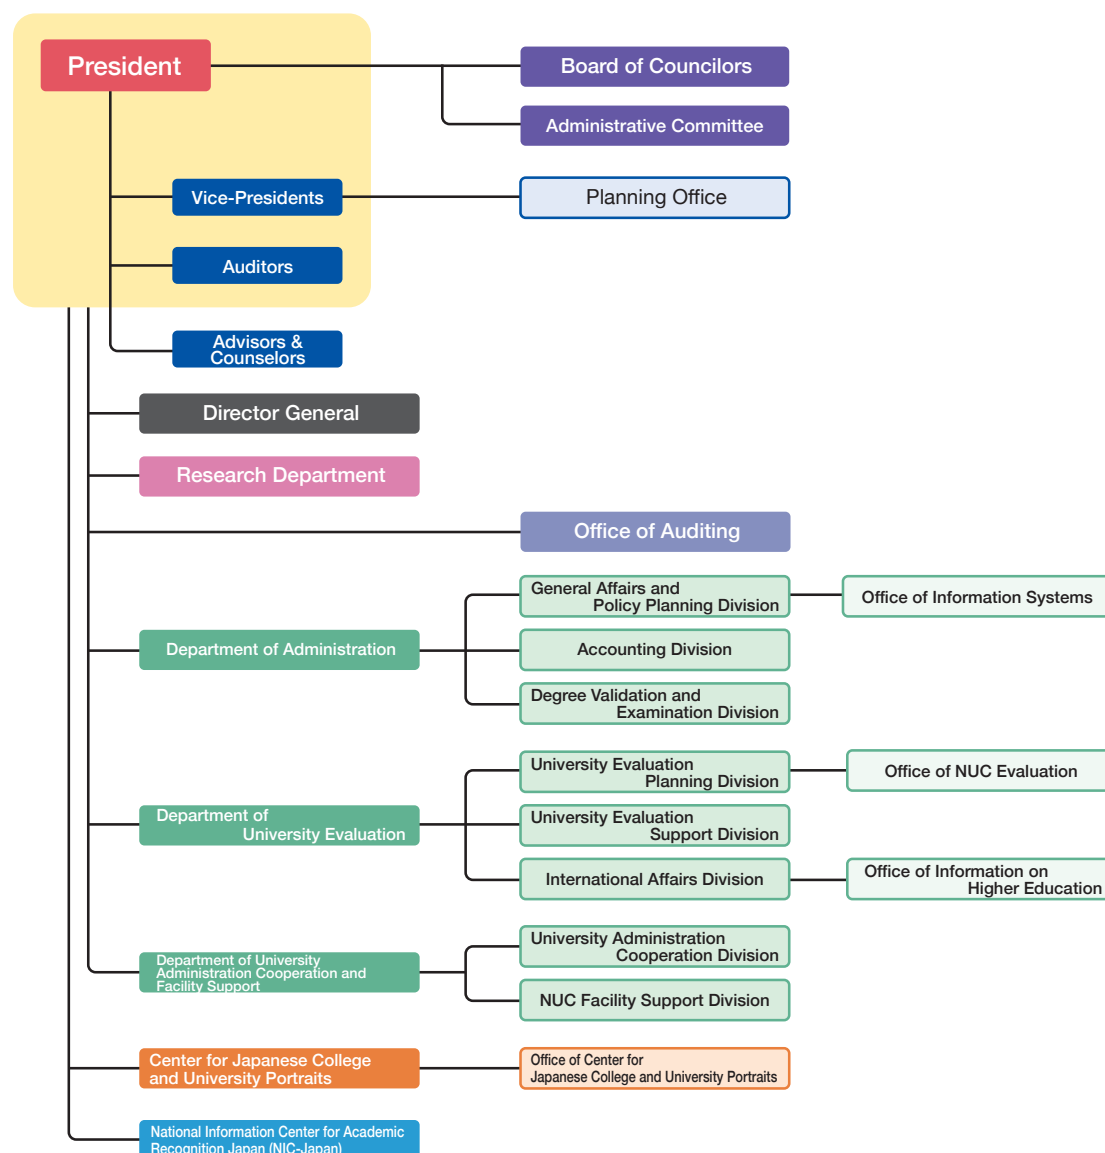 President
Board of Councilors
Administrative Committee
Vice-Presidents
Planning Office
Auditors
Advisors &
Counselors
Director General
Research Department
Office of Auditing
General Affairs and
Policy Planning Division
Office of Information Systems
Department of Administration
Accounting Division
Degree Validation and
Examination Division
University Evaluation
Planning Division
Office of NUC Evaluation
Department of
University Evaluation
University Evaluation
Support Division
International Affairs Division
Office of Information on
Higher Education
University Administration
Cooperation Division
Department of University
Administration Cooperation and
Facility Support
NUC Facility Support Division
Center for Japanese College
and University Portraits
Office of Center for
Japanese College and University Portraits
National Information Center for Academic
Recognition Japan (NIC-Japan)